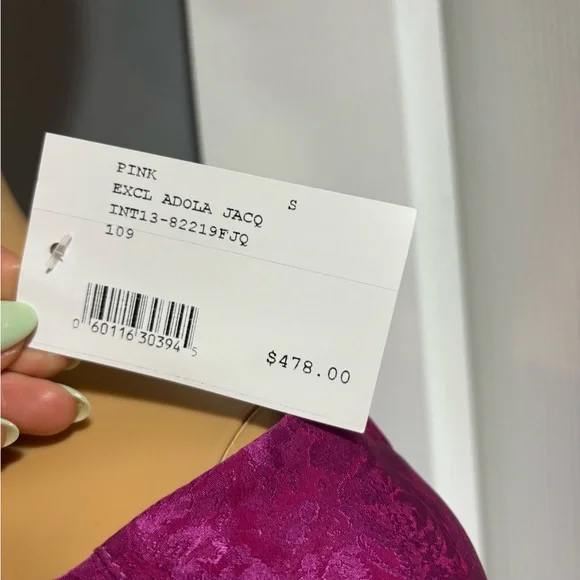 PINK
S
EXCL ADOLA JACQ
INT13-82219FJQ
109
0 60116 30394 5
$478.00